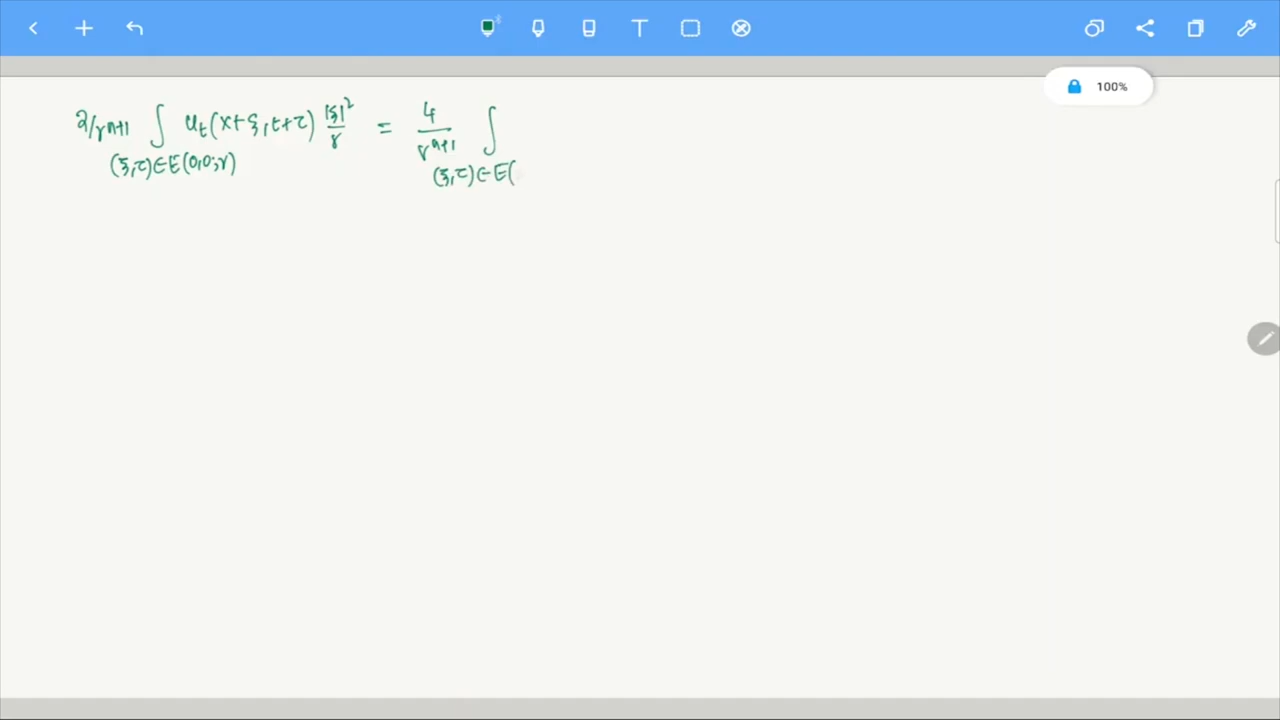 100%
2/r^{n+1} ∫ u_t(x+ξ, t+τ) |ξ|²/r = 4/r^{n+1} ∫
(ξ,τ)∈E(0,0;r) (ξ,τ)∈E(